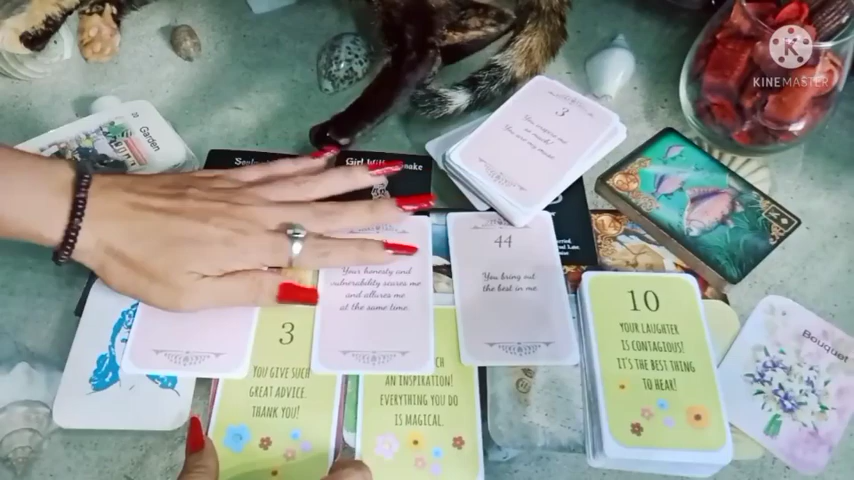 KINEMASTER
20
Garden
3
You inspire me
so much!
You are my muse
Girl With
44
You bring out
the best in me.
Your honesty and
vulnerability scares me
and allures me
at the same time.
10
YOUR LAUGHTER
IS CONTAGIOUS!
IT'S THE BEST THING
TO HEAR!
3
YOU GIVE SUCH
GREAT ADVICE.
THANK YOU!
AN INSPIRATION!
EVERYTHING YOU DO
IS MAGICAL.
Bouquet